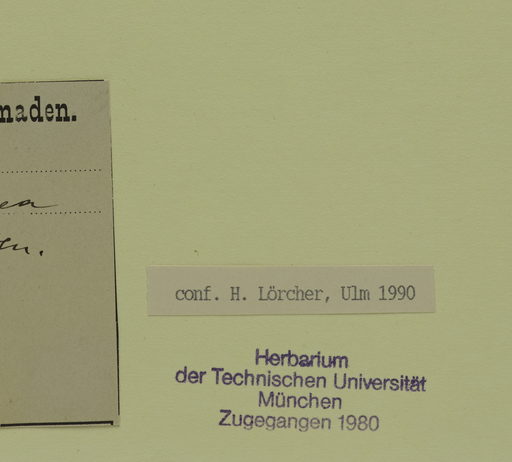 naden.
conf. H. Lörcher, Ulm 1990
Herbarium
der Technischen Universität
München
Zugegangen 1980